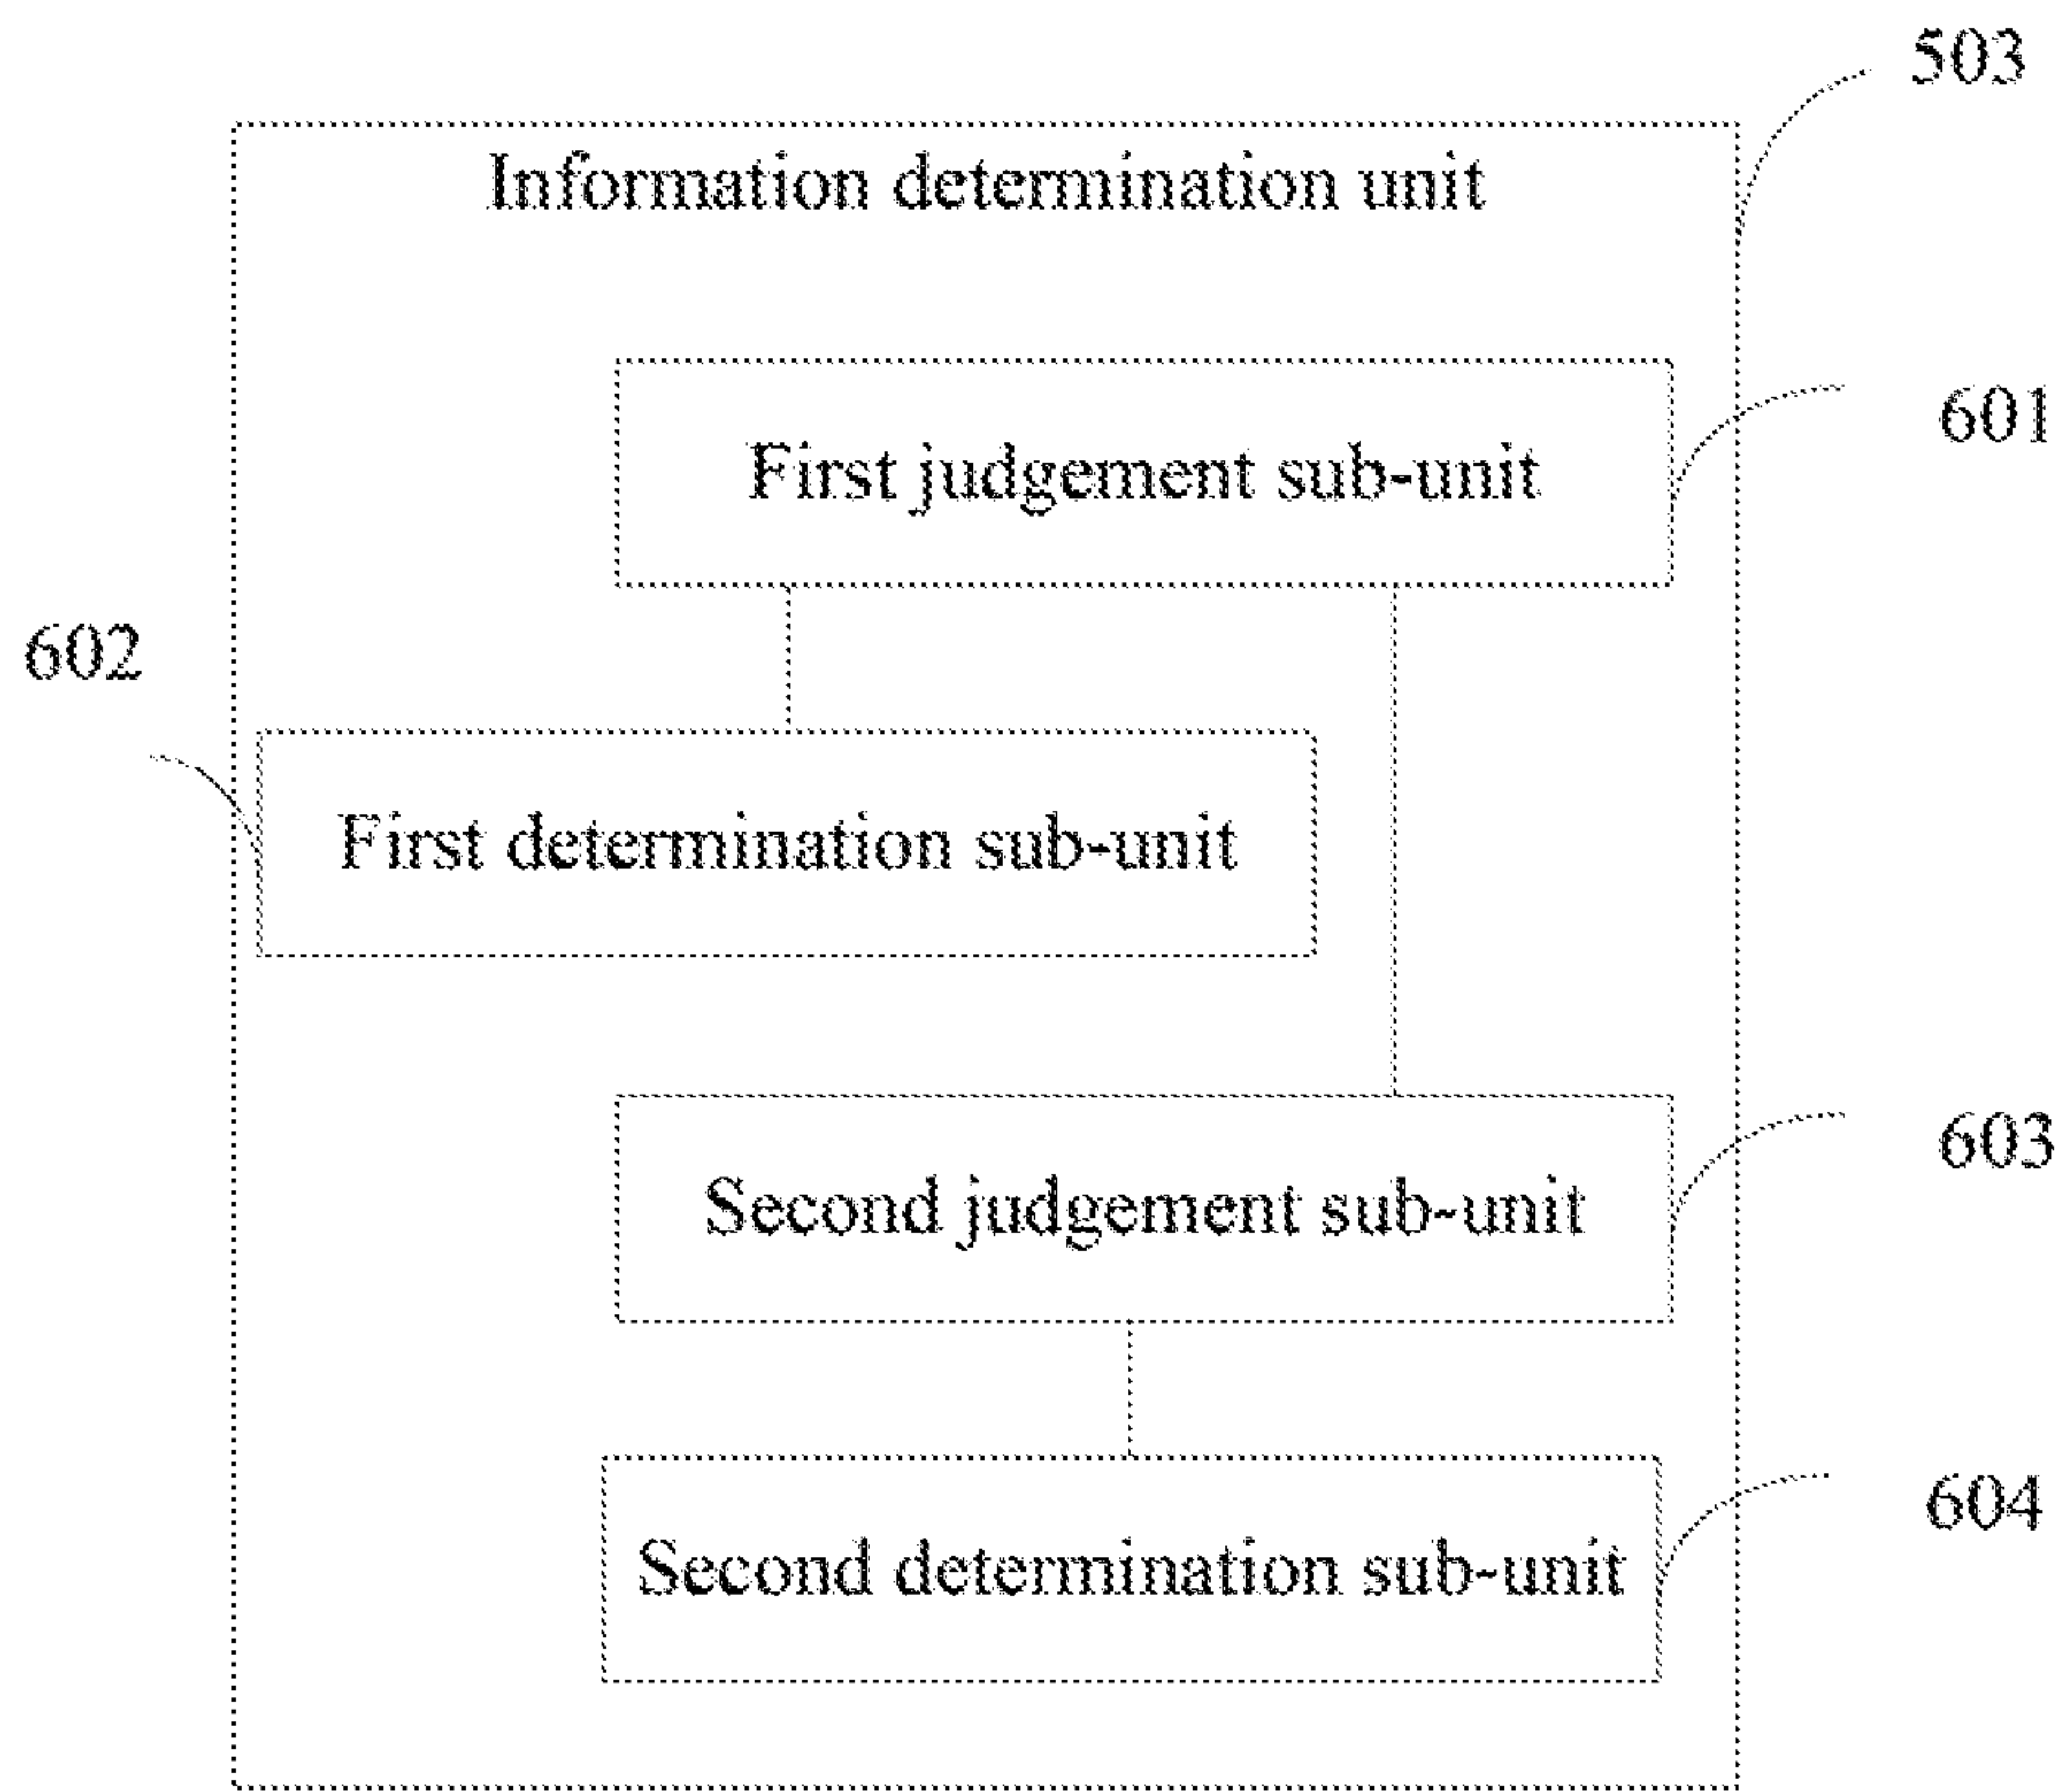 503
Information determination unit
601
First judgement sub-unit
602
First determination sub-unit
603
Second judgement sub-unit
604
Second determination sub-unit